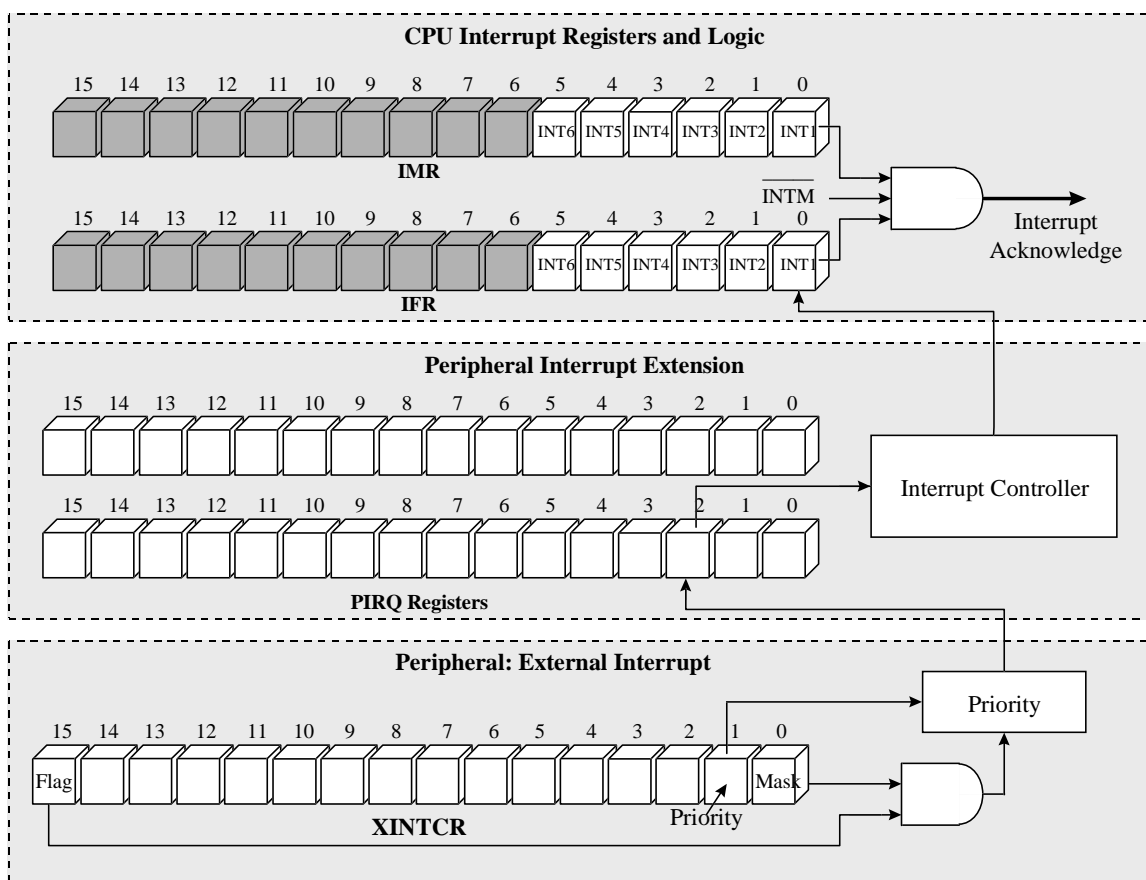 CPU Interrupt Registers and Logic
15 14 13 12 11 10 9 8 7 6 5 4 3 2 1 0
INT6 INT5 INT4 INT3 INT2 INT1
IMR
INTM
15 14 13 12 11 10 9 8 7 6 5 4 3 2 1 0
INT6 INT5 INT4 INT3 INT2 INT1
IFR
Interrupt
Acknowledge
Peripheral Interrupt Extension
15 14 13 12 11 10 9 8 7 6 5 4 3 2 1 0
15 14 13 12 11 10 9 8 7 6 5 4 3 2 1 0
PIRQ Registers
Interrupt Controller
Peripheral: External Interrupt
Priority
15 14 13 12 11 10 9 8 7 6 5 4 3 2 1 0
Flag Mask
Priority
XINTCR